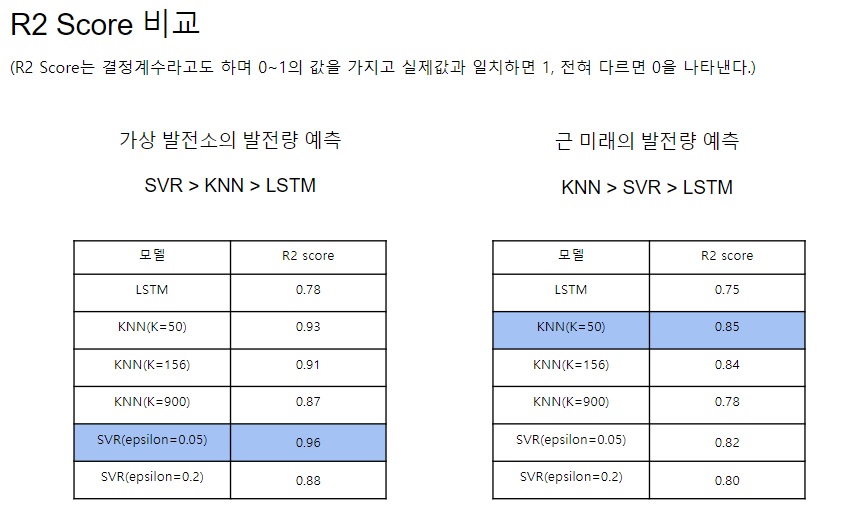 R2 Score 비교
(R2 Score는 결정계수라고도 하며 0~1의 값을 가지고 실제값과 일치하면 1, 전혀 다르면 0을 나타낸다.)
가상 발전소의 발전량 예측
SVR > KNN > LSTM
모델 R2 score
LSTM 0.78
KNN(K=50) 0.93
KNN(K=156) 0.91
KNN(K=900) 0.87
SVR(epsilon=0.05) 0.96
SVR(epsilon=0.2) 0.88
근 미래의 발전량 예측
KNN > SVR > LSTM
모델 R2 score
LSTM 0.75
KNN(K=50) 0.85
KNN(K=156) 0.84
KNN(K=900) 0.78
SVR(epsilon=0.05) 0.82
SVR(epsilon=0.2) 0.80